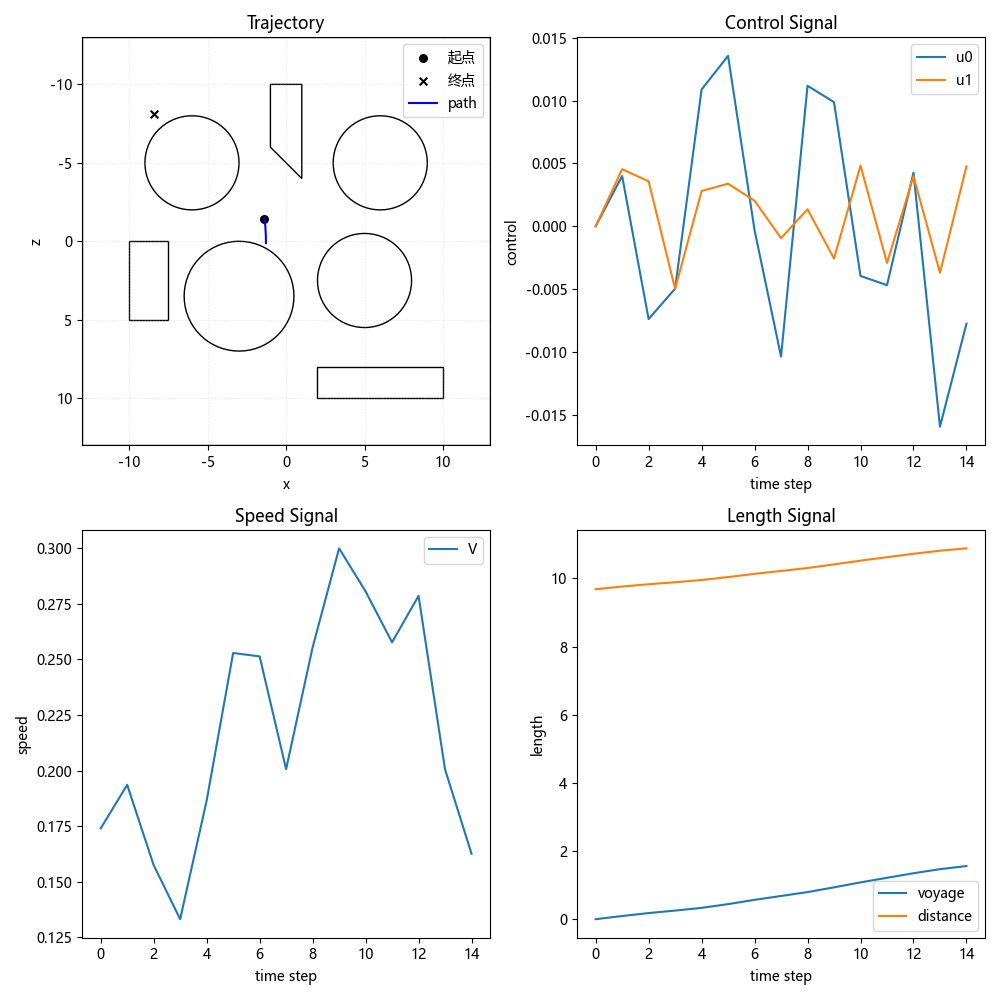 Trajectory
起点
终点
path
-10
-5
0
5
10
z
-10
-5
0
5
10
x
Control Signal
u0
u1
0.015
0.010
0.005
0.000
-0.005
-0.010
-0.015
control
0
2
4
6
8
10
12
14
time step
Speed Signal
V
0.300
0.275
0.250
0.225
0.200
0.175
0.150
0.125
speed
0
2
4
6
8
10
12
14
time step
Length Signal
10
8
6
4
2
0
length
voyage
distance
0
2
4
6
8
10
12
14
time step